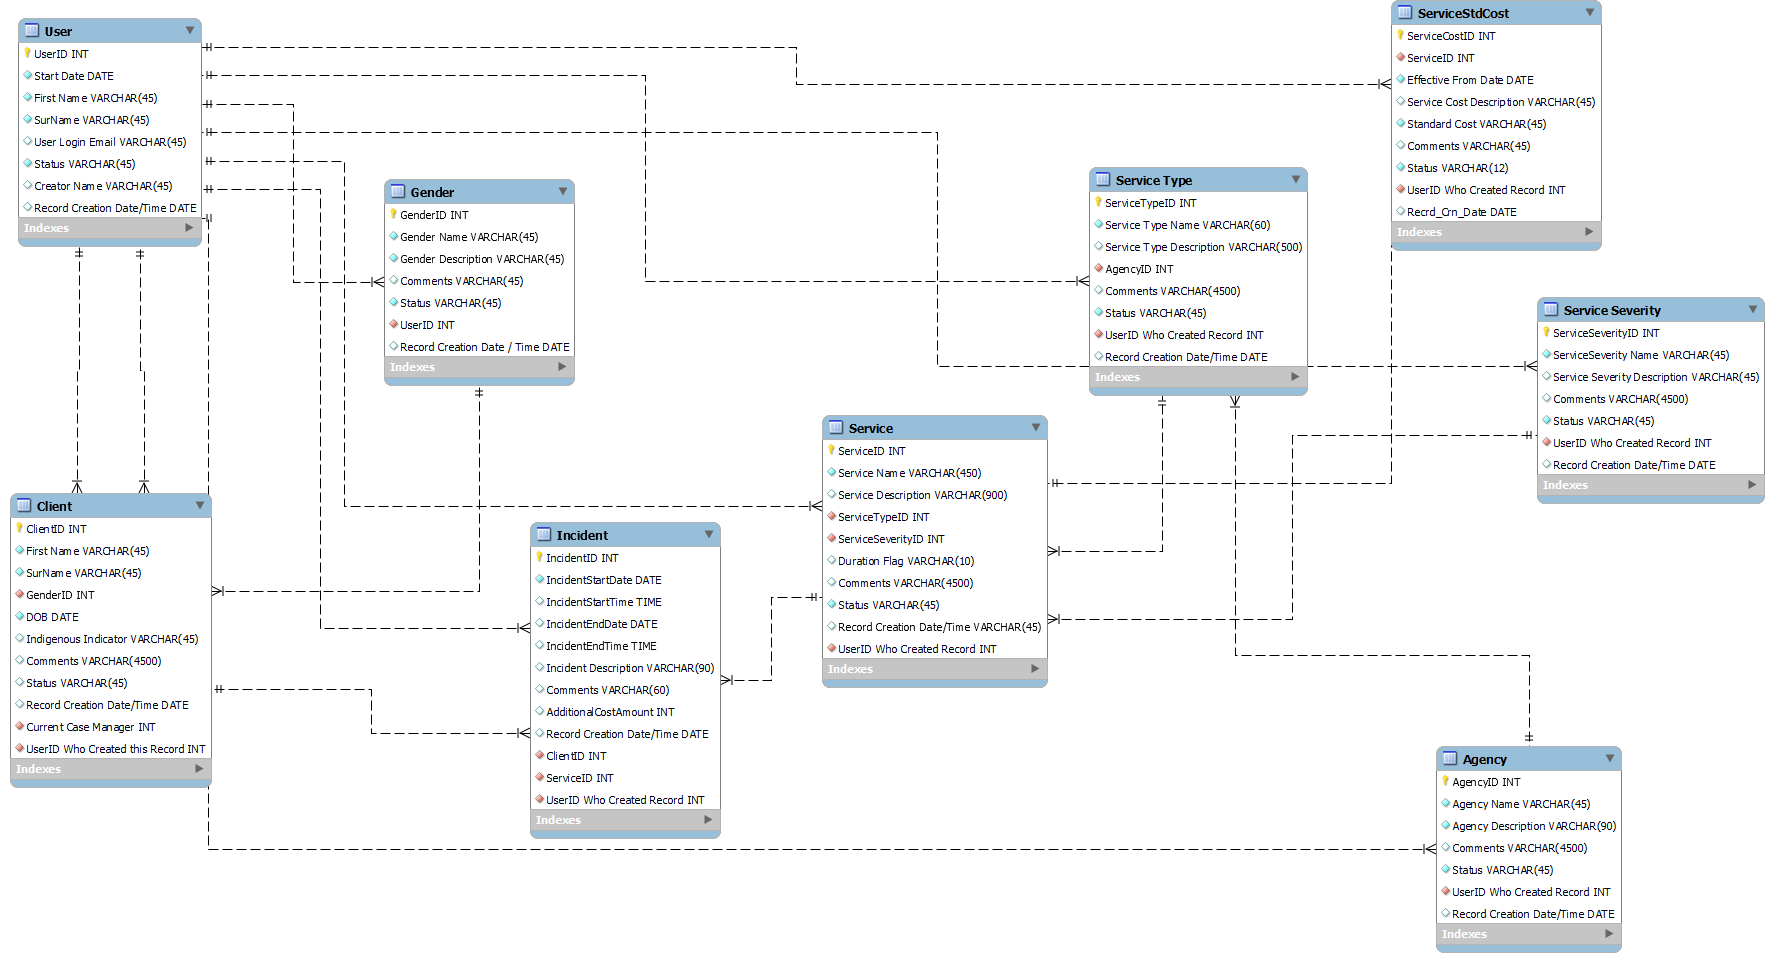 User
UserID INT
Start Date DATE
First Name VARCHAR(45)
SurName VARCHAR(45)
User Login Email VARCHAR(45)
Status VARCHAR(45)
Creator Name VARCHAR(45)
Record Creation Date/Time DATE
Indexes
Gender
GenderID INT
Gender Name VARCHAR(45)
Gender Description VARCHAR(45)
Comments VARCHAR(45)
Status VARCHAR(45)
UserID INT
Record Creation Date / Time DATE
Indexes
ServiceStdCost
ServiceCostID INT
ServiceID INT
Effective From Date DATE
Service Cost Description VARCHAR(45)
Standard Cost VARCHAR(45)
Comments VARCHAR(45)
Status VARCHAR(12)
UserID Who Created Record INT
Recrd_Crn_Date DATE
Indexes
Service Type
ServiceTypeID INT
Service Type Name VARCHAR(60)
Service Type Description VARCHAR(500)
AgencyID INT
Comments VARCHAR(4500)
Status VARCHAR(45)
UserID Who Created Record INT
Record Creation Date/Time DATE
Indexes
Service Severity
ServiceSeverityID INT
ServiceSeverity Name VARCHAR(45)
Service Severity Description VARCHAR(45)
Comments VARCHAR(4500)
Status VARCHAR(45)
UserID Who Created Record INT
Record Creation Date/Time DATE
Indexes
Service
ServiceID INT
Service Name VARCHAR(450)
Service Description VARCHAR(900)
ServiceTypeID INT
ServiceSeverityID INT
Duration Flag VARCHAR(10)
Comments VARCHAR(4500)
Status VARCHAR(45)
Record Creation Date/Time VARCHAR(45)
UserID Who Created Record INT
Indexes
Client
ClientID INT
First Name VARCHAR(45)
SurName VARCHAR(45)
GenderID INT
DOB DATE
Indigenous Indicator VARCHAR(45)
Comments VARCHAR(4500)
Status VARCHAR(45)
Record Creation Date/Time DATE
Current Case Manager INT
UserID Who Created this Record INT
Indexes
Incident
IncidentID INT
IncidentStartDate DATE
IncidentStartTime TIME
IncidentEndDate DATE
IncidentEndTime TIME
Incident Description VARCHAR(90)
Comments VARCHAR(60)
AdditionalCostAmount INT
Record Creation Date/Time DATE
ClientID INT
ServiceID INT
UserID Who Created Record INT
Indexes
Agency
AgencyID INT
Agency Name VARCHAR(45)
Agency Description VARCHAR(90)
Comments VARCHAR(4500)
Status VARCHAR(45)
UserID Who Created Record INT
Record Creation Date/Time DATE
Indexes